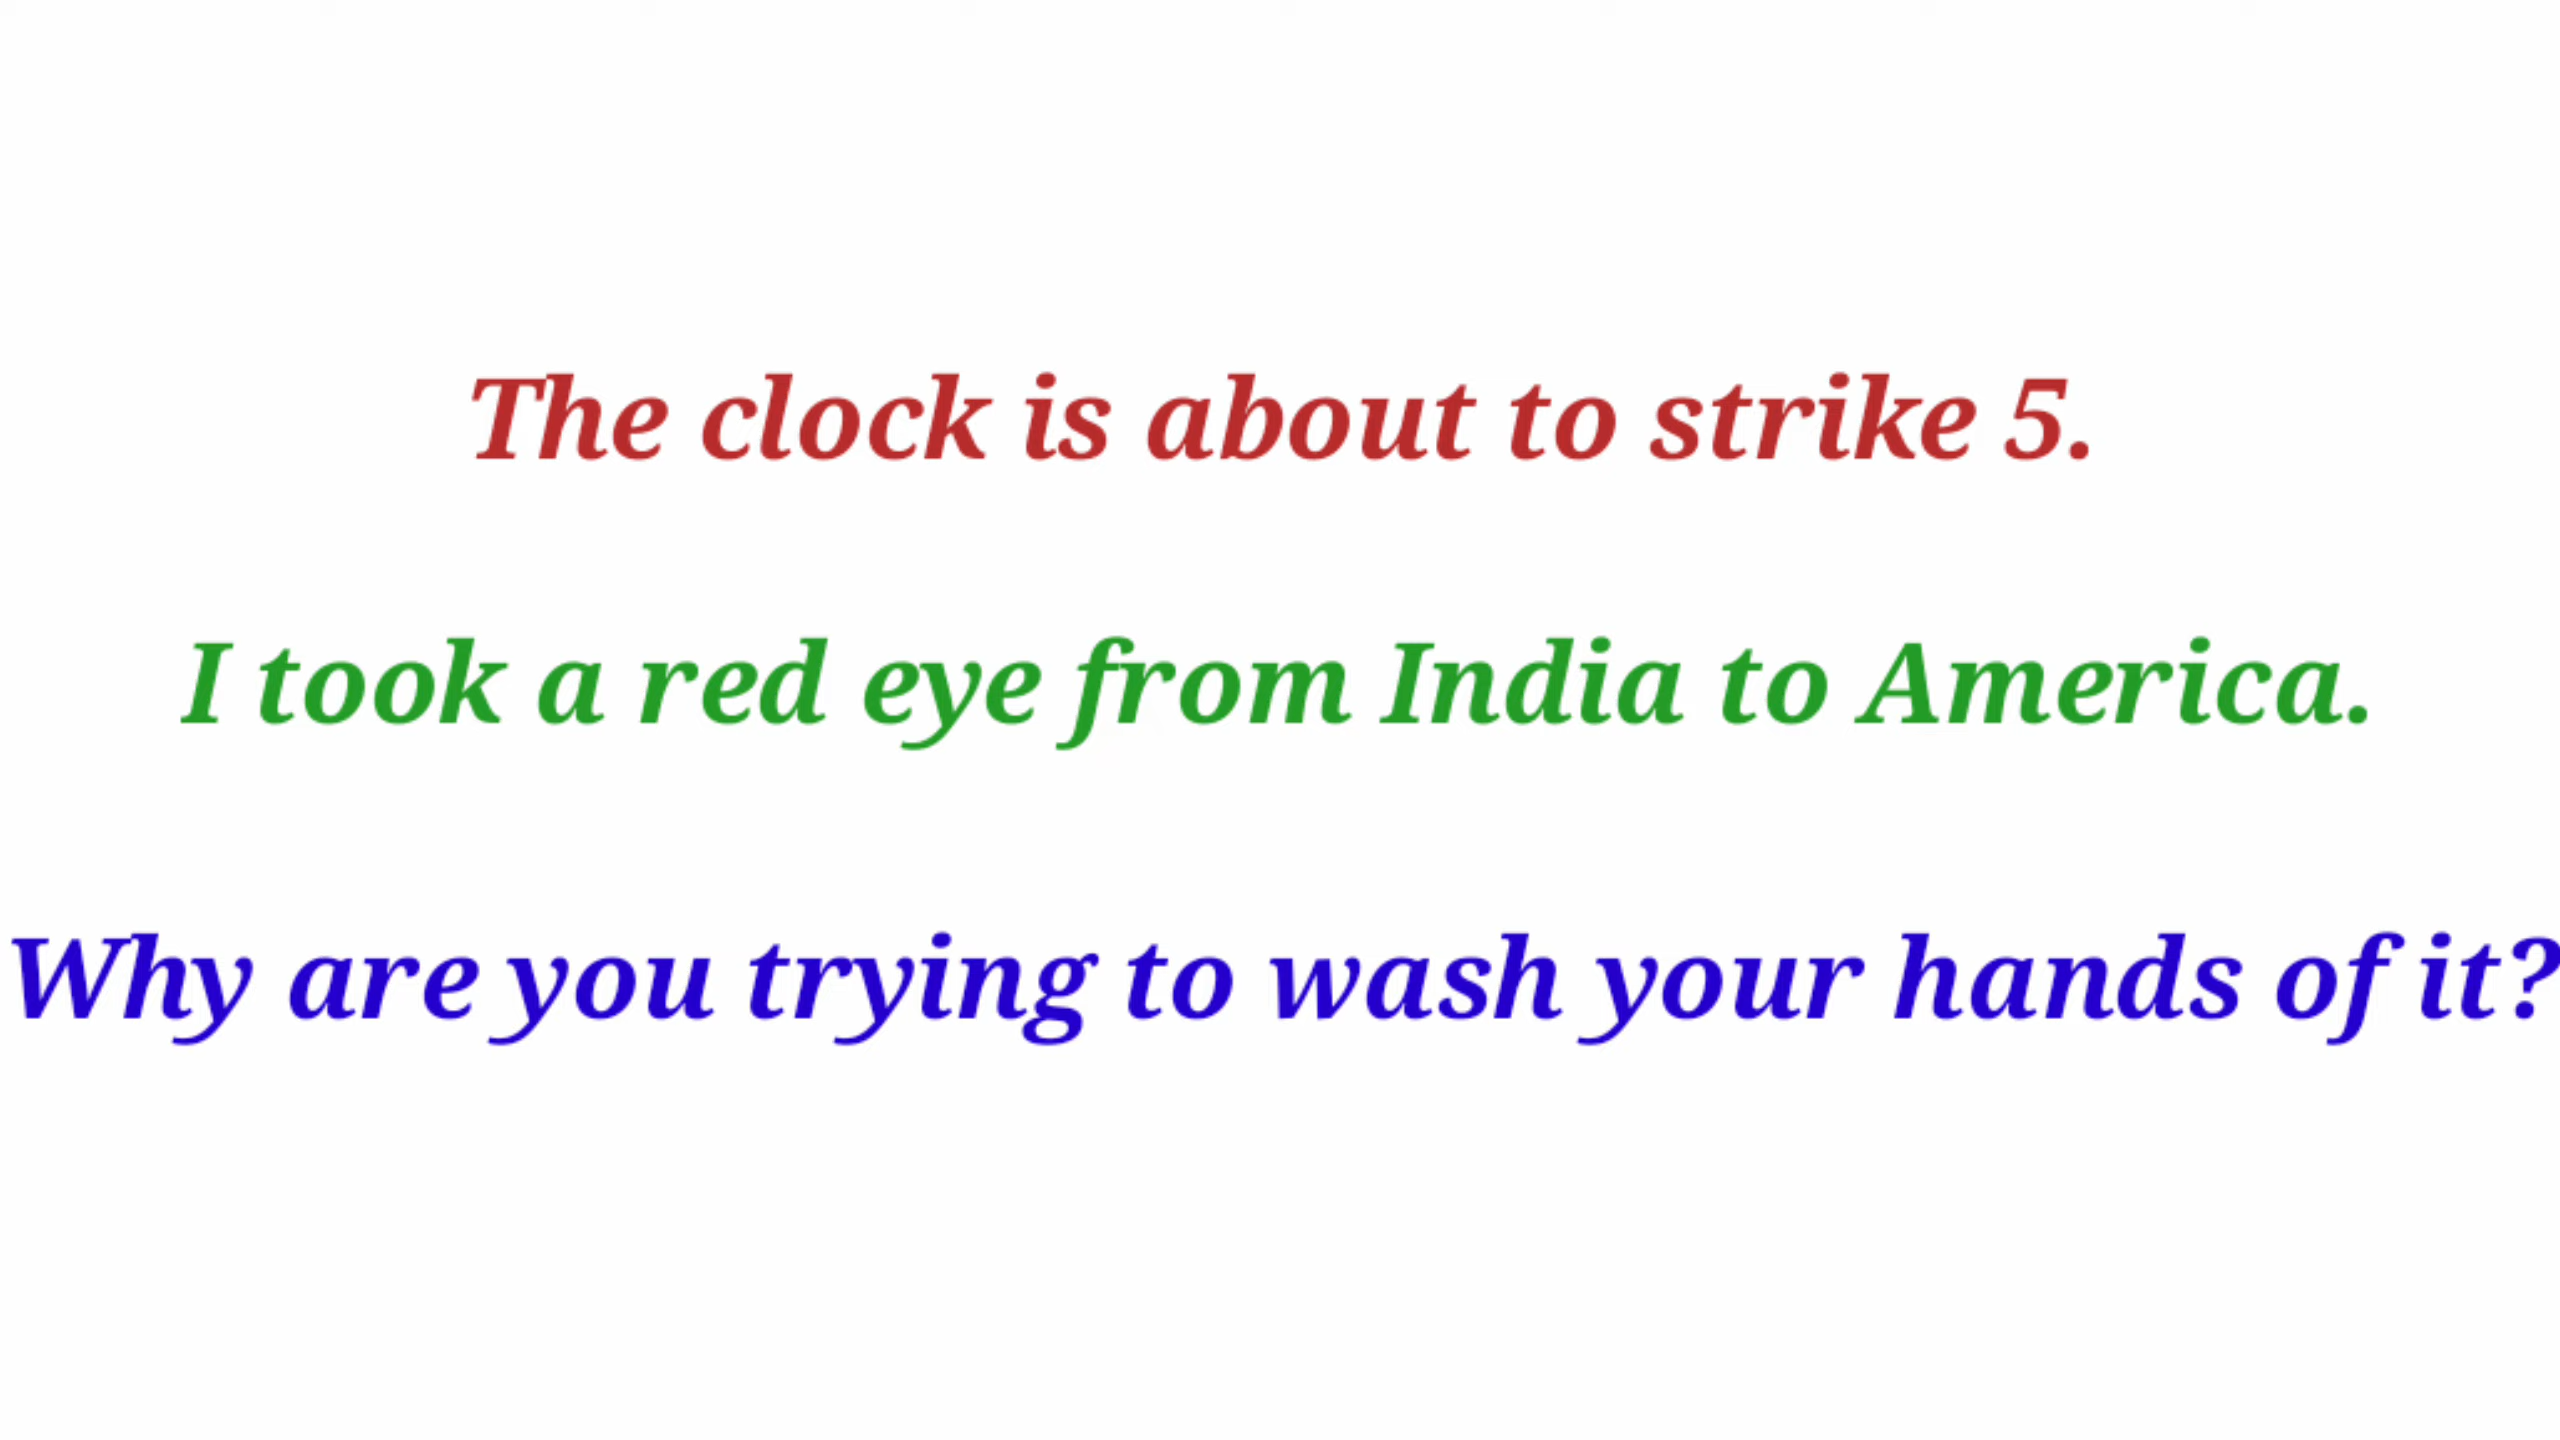 The clock is about to strike 5.
I took a red eye from India to America.
Why are you trying to wash your hands of it?